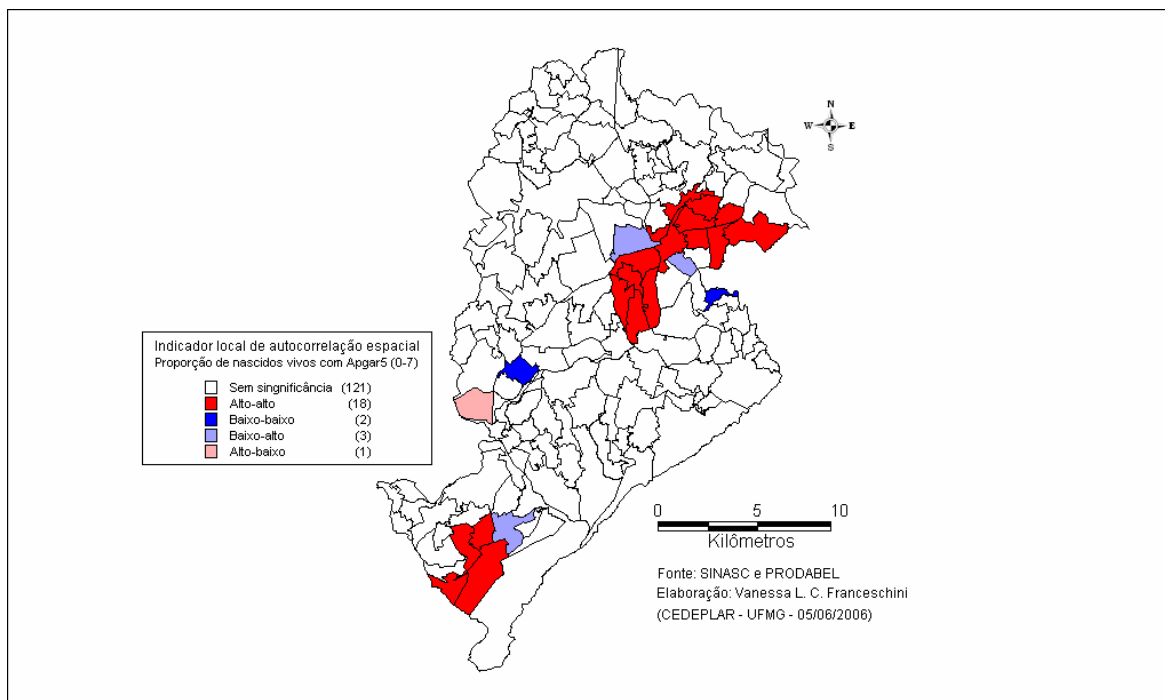 N
W E
S
Indicador local de autocorrelação espacial
Proporção de nascidos vivos com Apgar5 (0-7)
Sem singnificância (121)
Alto-alto (18)
Baixo-baixo (2)
Baixo-alto (3)
Alto-baixo (1)
0 5 10
Kilômetros
Fonte: SINASC e PRODABEL
Elaboração: Vanessa L. C. Franceschini
(CEDEPLAR - UFMG - 05/06/2006)